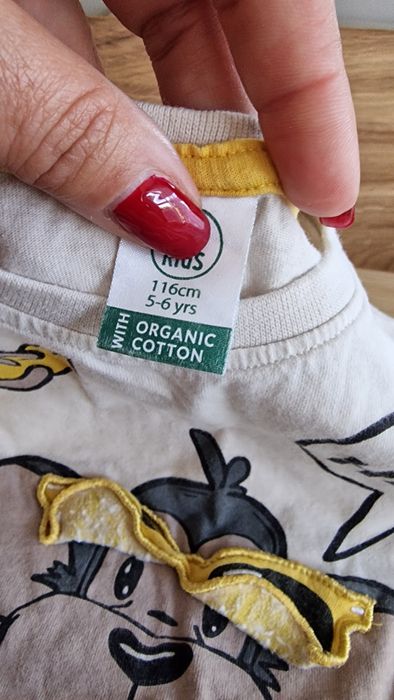 KIdS
116cm
5-6 yrs
WITH ORGANIC
COTTON